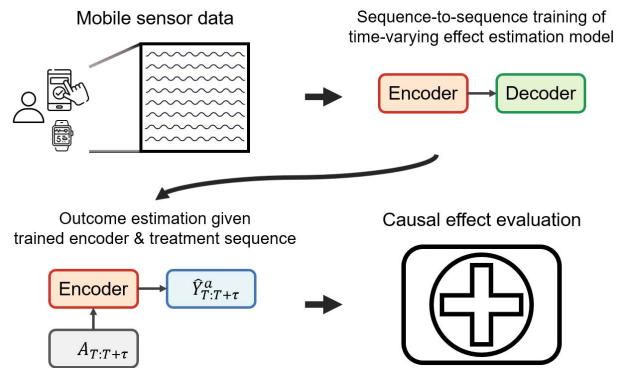 Mobile sensor data
Sequence-to-sequence training of
time-varying effect estimation model
Encoder
Decoder
Outcome estimation given
trained encoder & treatment sequence
Causal effect evaluation
Encoder
Ŷᵃ_{T:T+τ}
A_{T:T+τ}